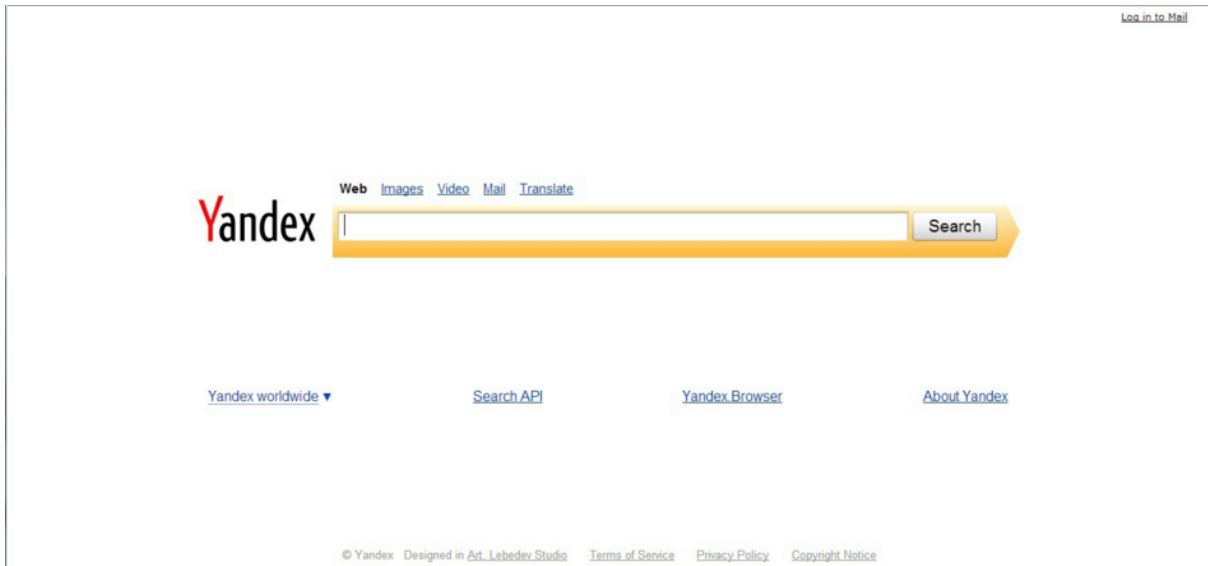 Log in to Mail
Web Images Video Mail Translate
Yandex Search
Yandex worldwide ▼ Search API Yandex.Browser About Yandex
© Yandex Designed in Art. Lebedev Studio Terms of Service Privacy Policy Copyright Notice